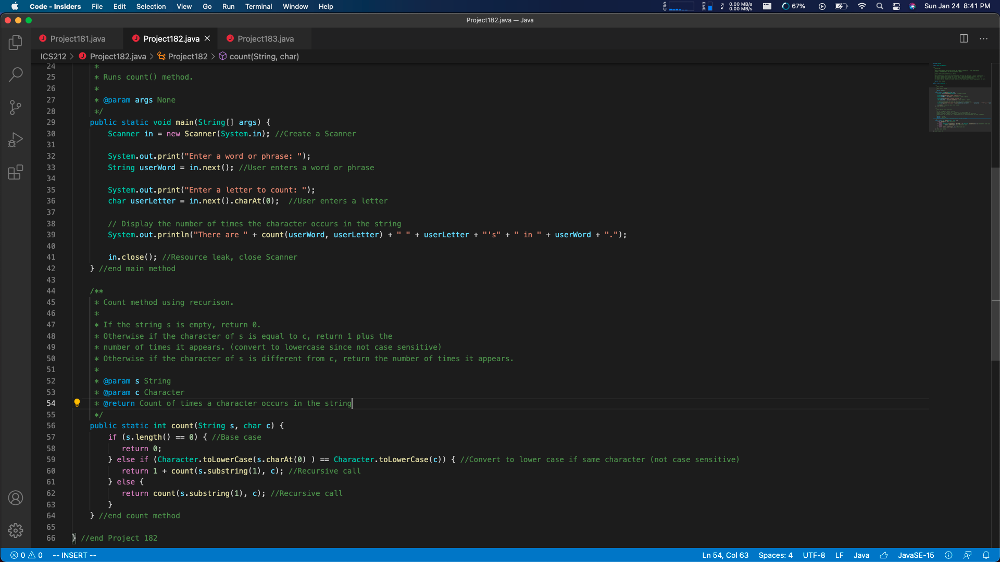 Code - Insiders File Edit Selection View Go Run Terminal Window Help 0.00 MB/s 0.00 MB/s 67% Sun Jan 24 8:41 PM
Project182.java — Java
Project181.java Project182.java Project183.java
ICS212 > Project182.java > Project182 > count(String, char)
24 *
25 * Runs count() method.
26 *
27 * @param args None
28 */
29 public static void main(String[] args) {
30 Scanner in = new Scanner(System.in); //Create a Scanner
31
32 System.out.print("Enter a word or phrase: ");
33 String userWord = in.next(); //User enters a word or phrase
34
35 System.out.print("Enter a letter to count: ");
36 char userLetter = in.next().charAt(0);  //User enters a letter
37
38 // Display the number of times the character occurs in the string
39 System.out.println("There are " + count(userWord, userLetter) + " " + userLetter + "'s" + " in " + userWord + ".");
40
41 in.close(); //Resource leak, close Scanner
42 } //end main method
43
44 /**
45 * Count method using recurison.
46 *
47 * If the string s is empty, return 0.
48 * Otherwise if the character of s is equal to c, return 1 plus the
49 * number of times it appears. (convert to lowercase since not case sensitive)
50 * Otherwise if the character of s is different from c, return the number of times it appears.
51 *
52 * @param s String
53 * @param c Character
54 * @return Count of times a character occurs in the string
55 */
56 public static int count(String s, char c) {
57 if (s.length() == 0) { //Base case
58 return 0;
59 } else if (Character.toLowerCase(s.charAt(0) ) == Character.toLowerCase(c)) { //Convert to lower case if same character (not case sensitive)
60 return 1 + count(s.substring(1), c); //Recursive call
61 } else {
62 return count(s.substring(1), c); //Recursive call
63 }
64 } //end count method
65
66 } //end Project 182
0 0 -- INSERT -- Ln 54, Col 63 Spaces: 4 UTF-8 LF Java JavaSE-15